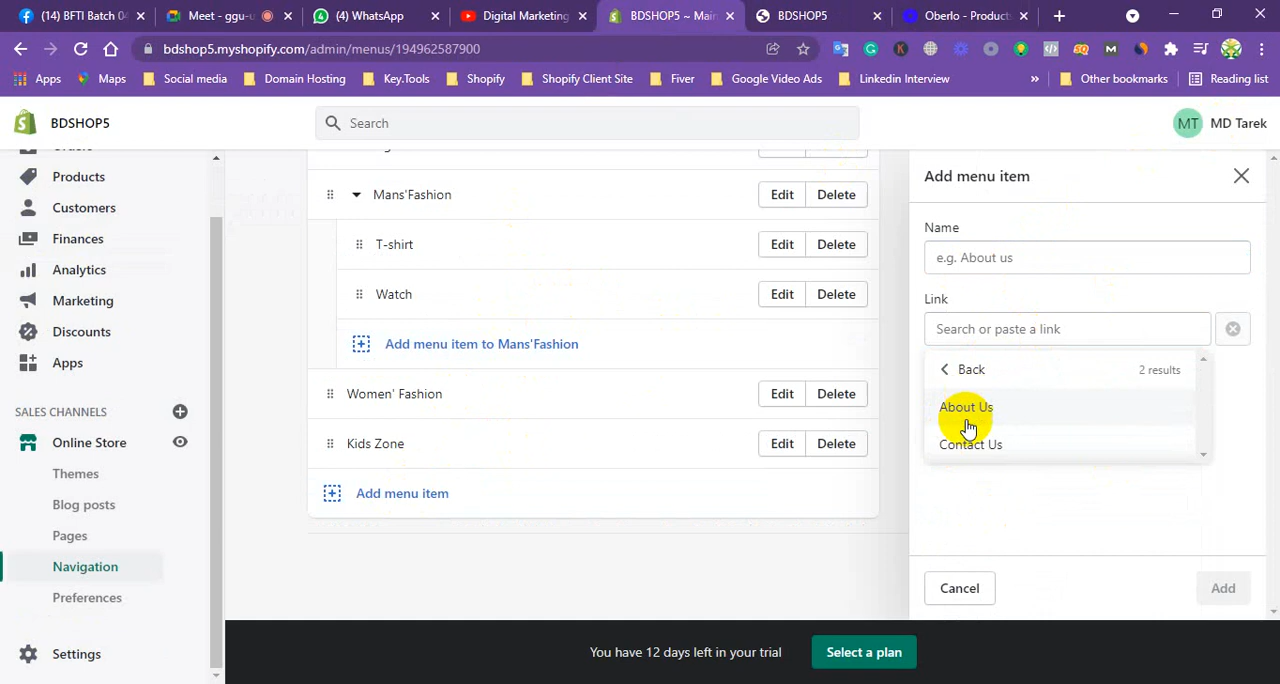 (14) BFTI Batch 04
Meet - ggu-u
(4) WhatsApp
Digital Marketing
BDSHOP5 ~ Mai
BDSHOP5
Oberlo - Product
bdshop5.myshopify.com/admin/menus/194962587900
Apps
Maps
Social media
Domain Hosting
Key.Tools
Shopify
Shopify Client Site
Fiver
Google Video Ads
Linkedin Interview
»
Other bookmarks
Reading list
BDSHOP5
Search
MT
MD Tarek
Products
Customers
Finances
Analytics
Marketing
Discounts
Apps
SALES CHANNELS
Online Store
Themes
Blog posts
Pages
Navigation
Preferences
Settings
Mans'Fashion
Edit
Delete
T-shirt
Edit
Delete
Watch
Edit
Delete
Add menu item to Mans'Fashion
Women' Fashion
Edit
Delete
Kids Zone
Edit
Delete
Add menu item
Add menu item
Name
e.g. About us
Link
Search or paste a link
Back
2 results
About Us
Contact Us
Cancel
Add
You have 12 days left in your trial
Select a plan